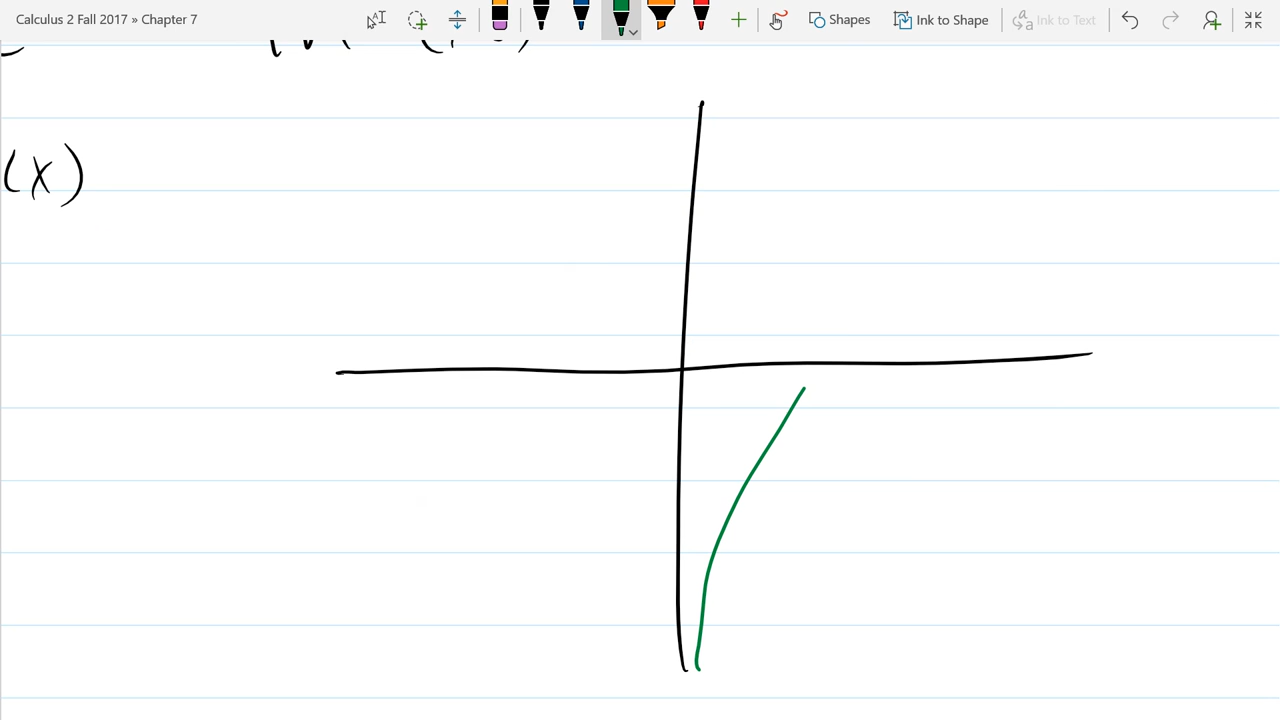 Calculus 2 Fall 2017 » Chapter 7
Shapes
Ink to Shape
Ink to Text
(x)